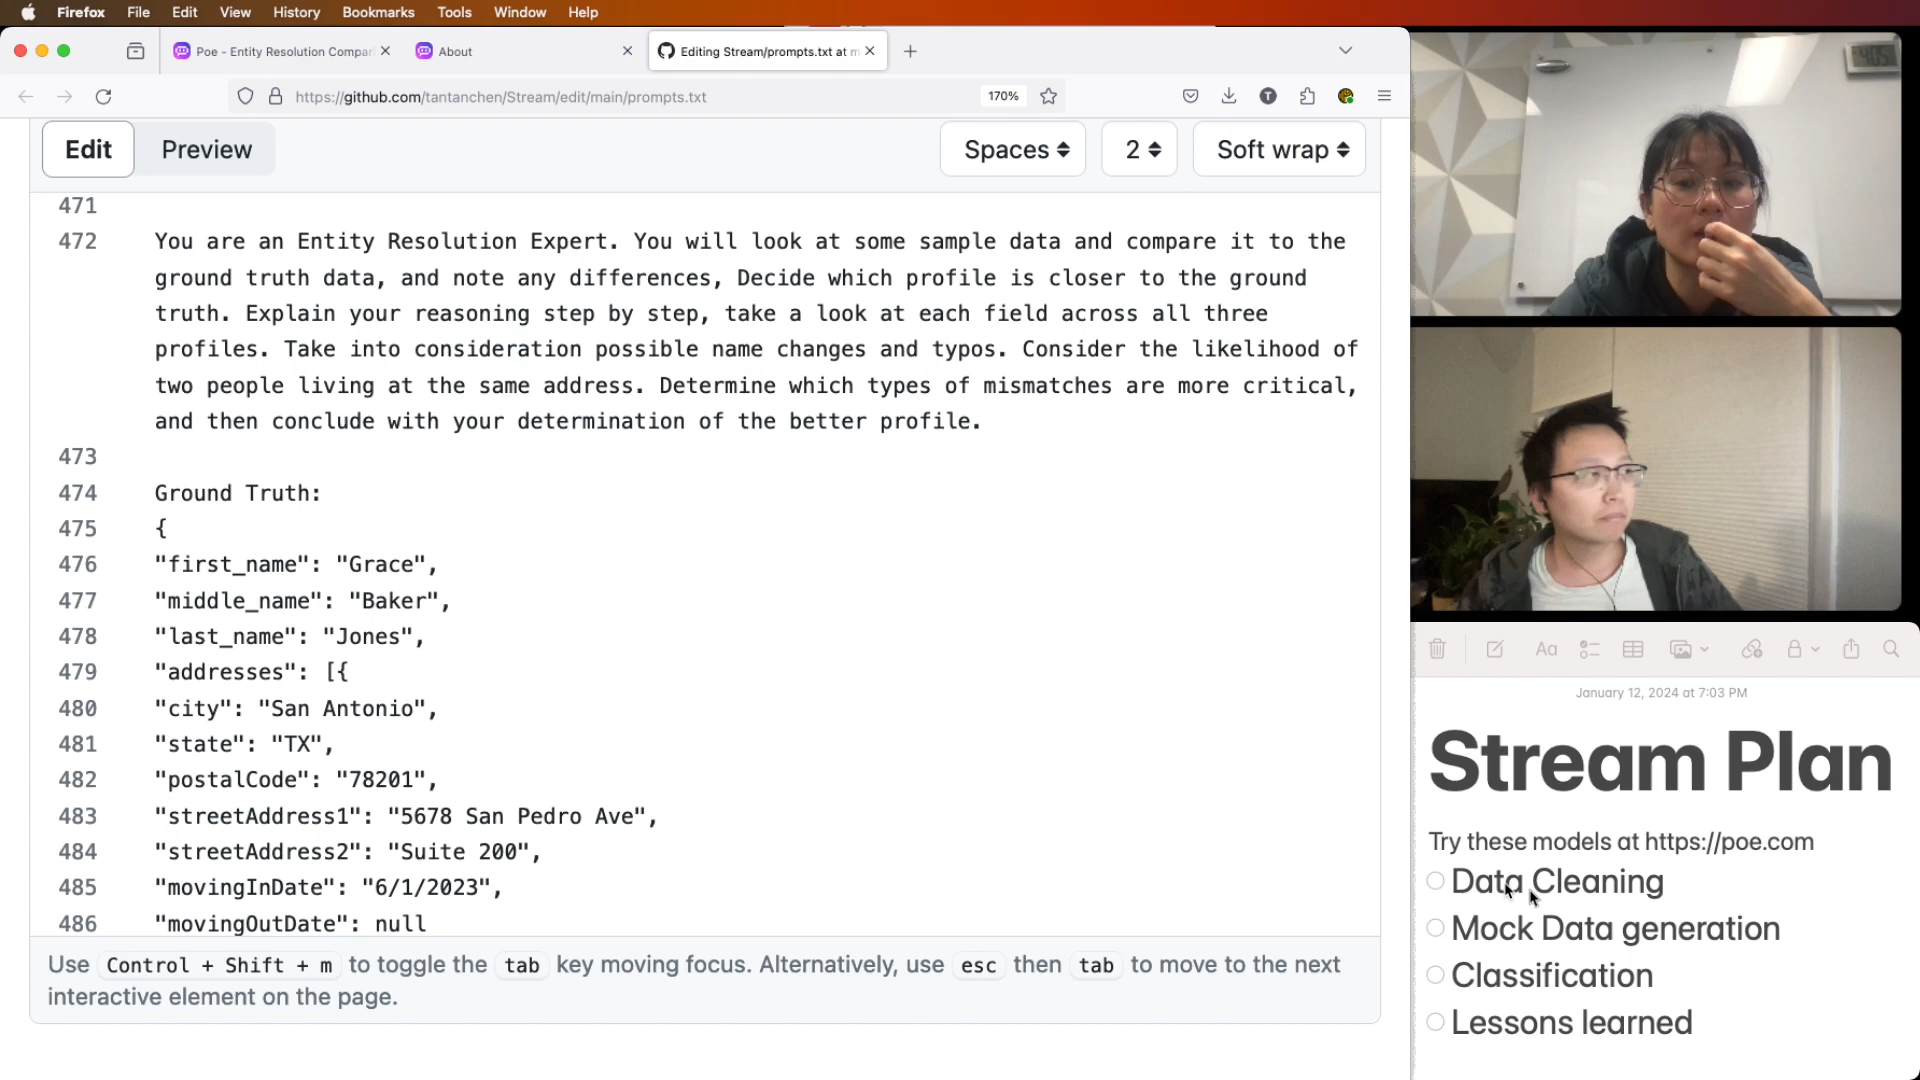 Firefox File Edit View History Bookmarks Tools Window Help
Poe - Entity Resolution Compari
About
Editing Stream/prompts.txt at m
https://github.com/tantanchen/Stream/edit/main/prompts.txt
170%
T
Edit
Preview
Spaces
2
Soft wrap
471
472 You are an Entity Resolution Expert. You will look at some sample data and compare it to the
ground truth data, and note any differences, Decide which profile is closer to the ground
truth. Explain your reasoning step by step, take a look at each field across all three
profiles. Take into consideration possible name changes and typos. Consider the likelihood of
two people living at the same address. Determine which types of mismatches are more critical,
and then conclude with your determination of the better profile.
473
474 Ground Truth:
475 {
476 "first_name": "Grace",
477 "middle_name": "Baker",
478 "last_name": "Jones",
479 "addresses": [{
480 "city": "San Antonio",
481 "state": "TX",
482 "postalCode": "78201",
483 "streetAddress1": "5678 San Pedro Ave",
484 "streetAddress2": "Suite 200",
485 "movingInDate": "6/1/2023",
486 "movingOutDate": null
Use Control + Shift + m to toggle the tab key moving focus. Alternatively, use esc then tab to move to the next
interactive element on the page.
Aa
January 12, 2024 at 7:03 PM
Stream Plan
Try these models at https://poe.com
Data Cleaning
Mock Data generation
Classification
Lessons learned